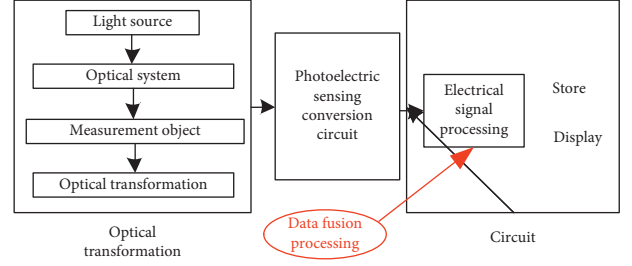 Light source
Optical system
Measurement object
Optical transformation
Optical
transformation
Photoelectric
sensing
conversion
circuit
Electrical
signal
processing
Store
Display
Data fusion
processing
Circuit